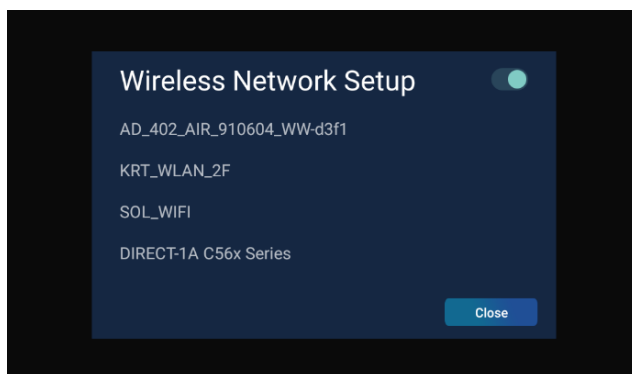 Wireless Network Setup
AD_402_AIR_910604_WW-d3f1
KRT_WLAN_2F
SOL_WIFI
DIRECT-1A C56x Series
Close